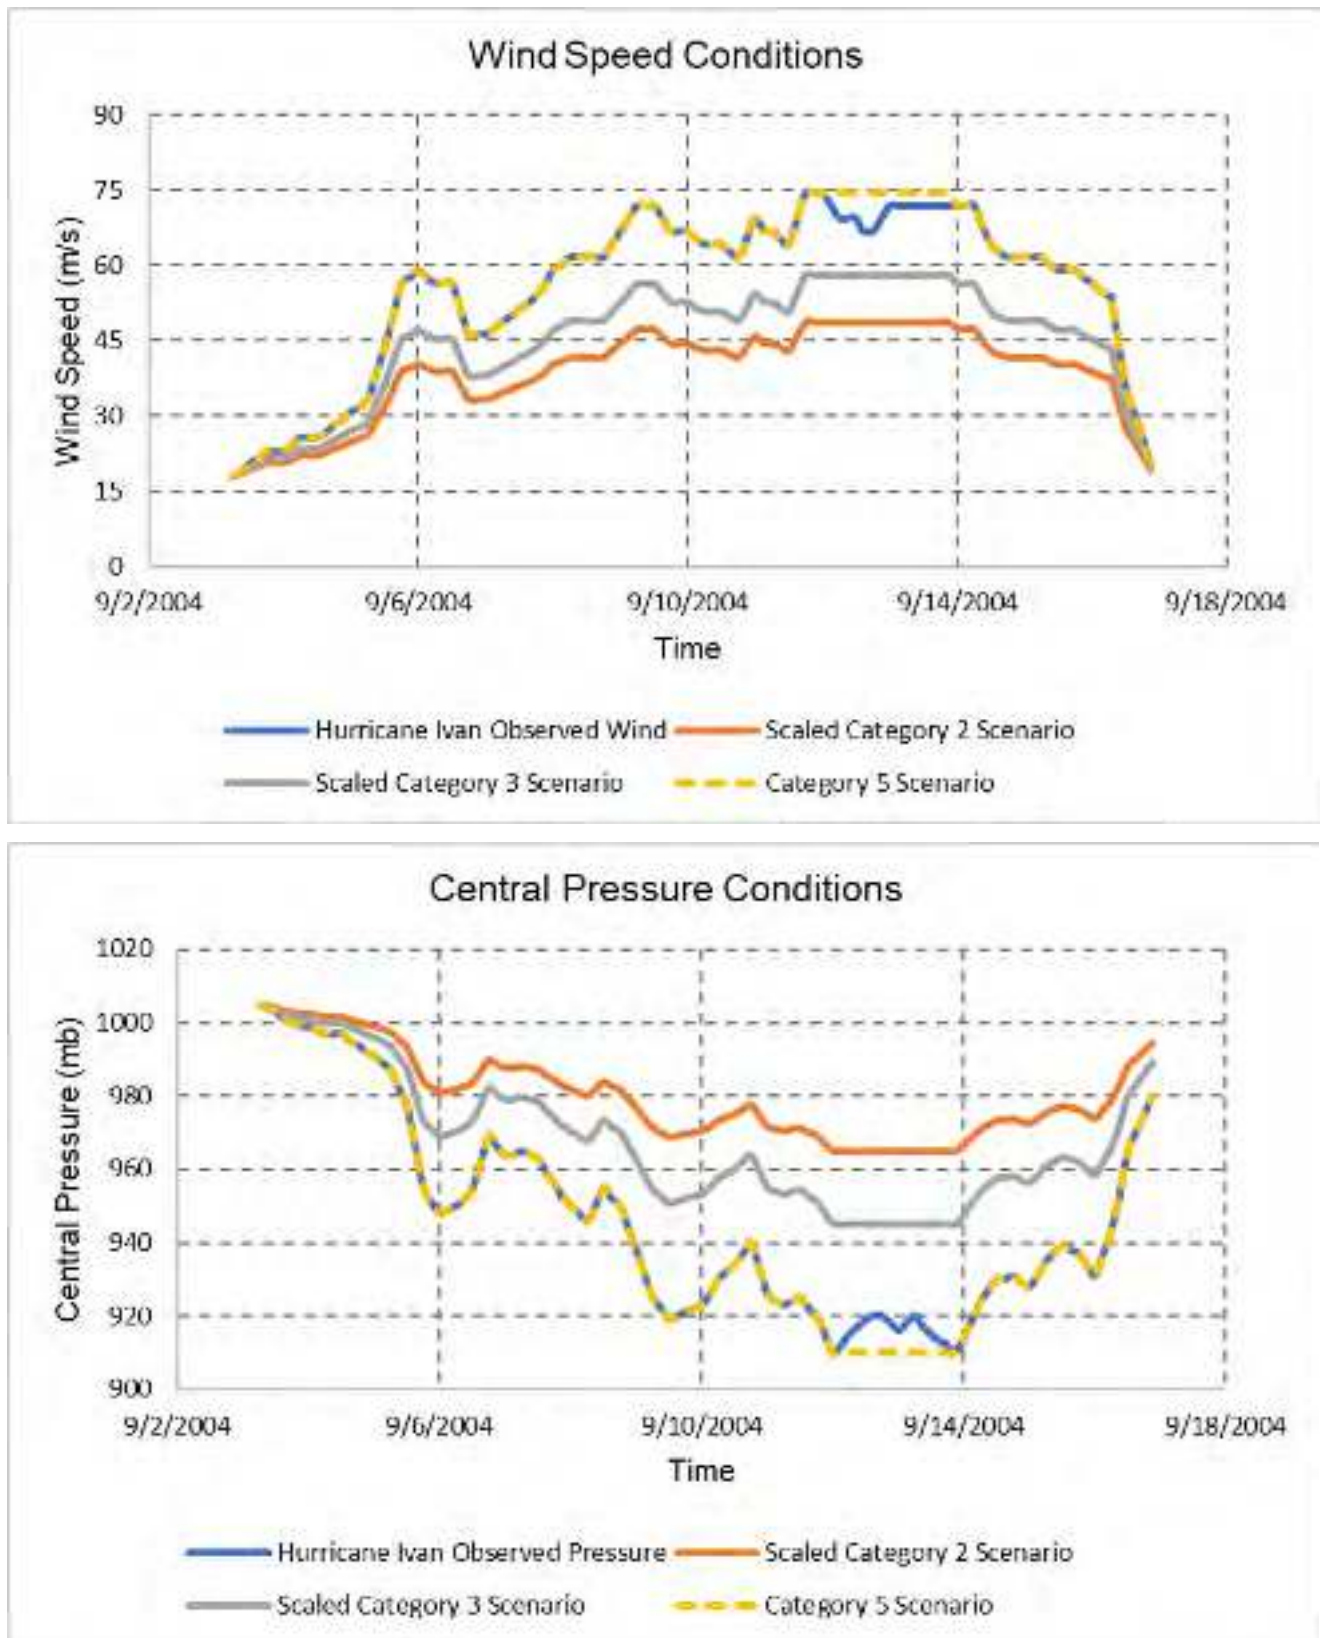 Wind Speed Conditions
90
75
60
45
30
15
0
Wind Speed (m/s)
9/2/2004 9/6/2004 9/10/2004 9/14/2004 9/18/2004
Time
Hurricane Ivan Observed Wind Scaled Category 2 Scenario
Scaled Category 3 Scenario Category 5 Scenario
Central Pressure Conditions
1020
1000
980
960
940
920
900
Central Pressure (mb)
9/2/2004 9/6/2004 9/10/2004 9/14/2004 9/18/2004
Time
Hurricane Ivan Observed Pressure Scaled Category 2 Scenario
Scaled Category 3 Scenario Category 5 Scenario